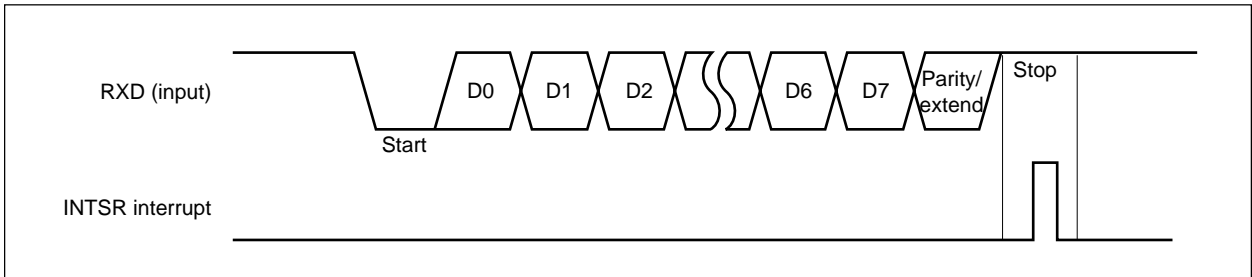 RXD (input)
D0
D1
D2
D6
D7
Parity/
extend
Stop
Start
INTSR interrupt